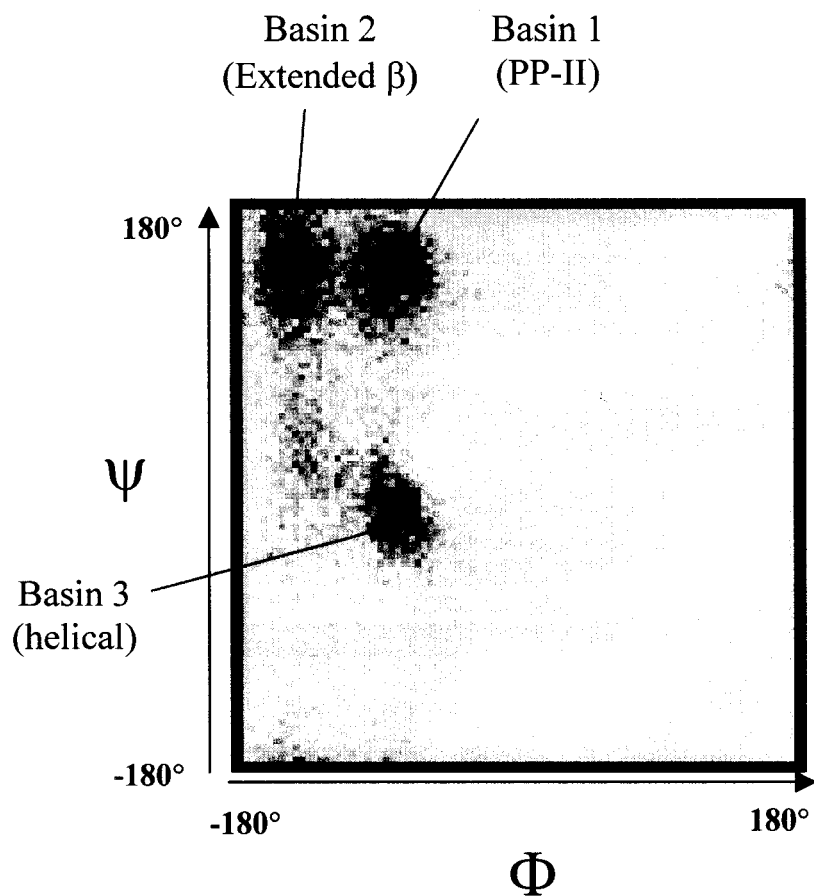 Basin 2
(Extended β)
Basin 1
(PP-II)
180°
ψ
Basin 3
(helical)
-180°
-180°
180°
Φ